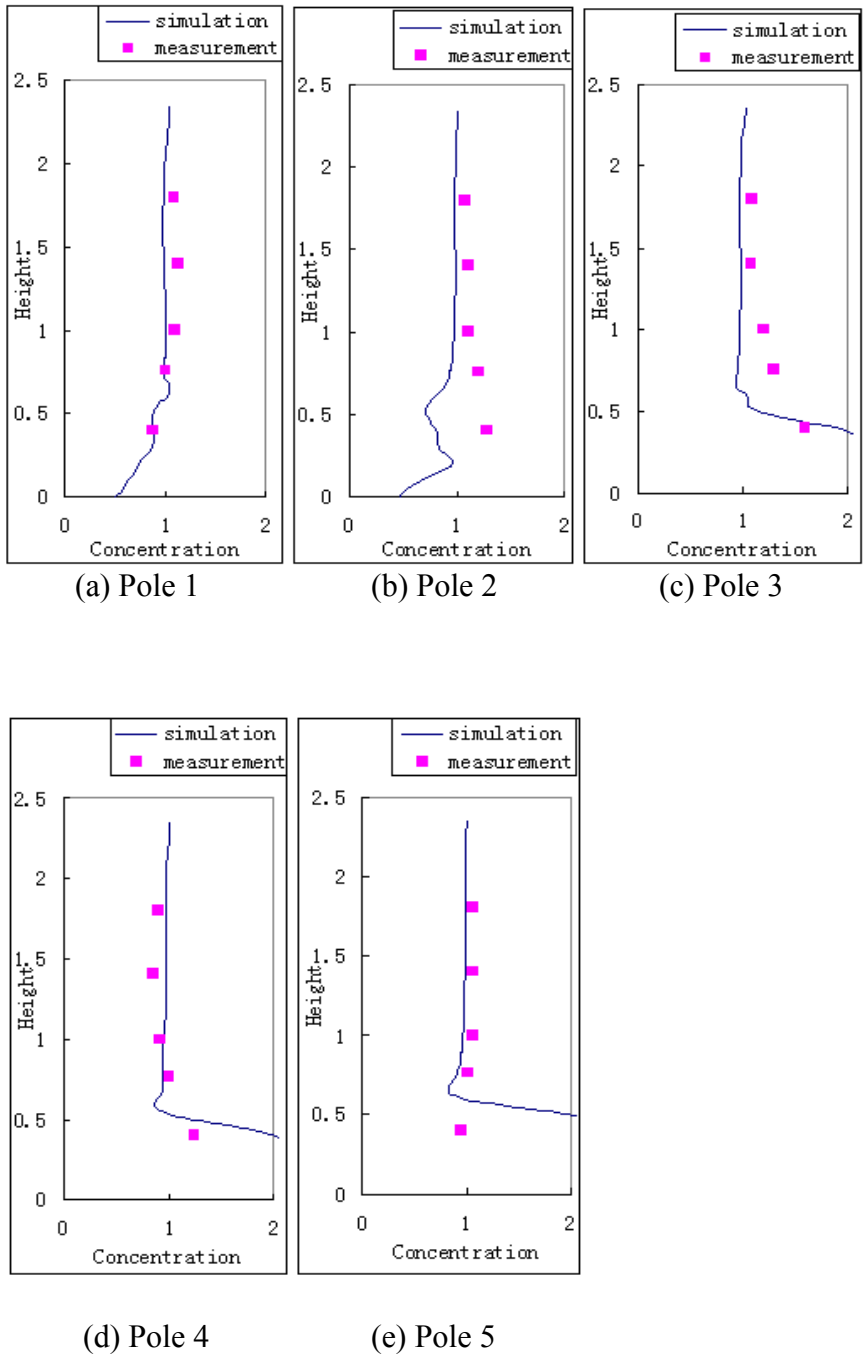 simulation
measurement
2.5
2
1.5
1
0.5
0
0 1 2
Height.
Concentration
(a) Pole 1
simulation
measurement
2.5
2
1.5
1
0.5
0
0 1 2
Height.
Concentration
(b) Pole 2
simulation
measurement
2.5
2
1.5
1
0.5
0
0 1 2
Height.
Concentration
(c) Pole 3
simulation
measurement
2.5
2
1.5
1
0.5
0
0 1 2
Height.
Concentration
(d) Pole 4
simulation
measurement
2.5
2
1.5
1
0.5
0
0 1 2
Height.
Concentration
(e) Pole 5